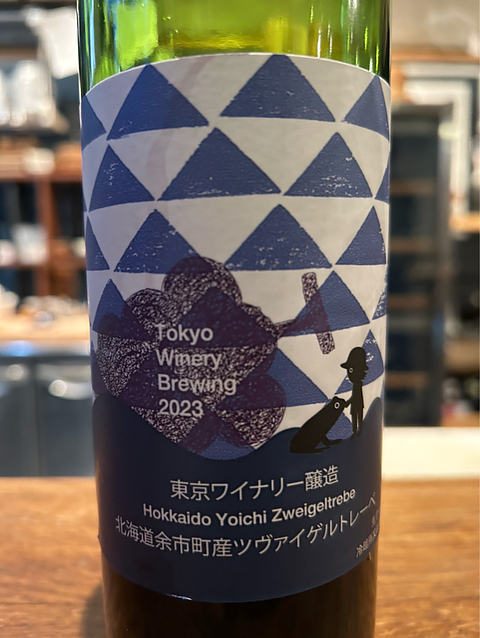 Tokyo
Winery
Brewing
2023
東京ワイナリー醸造
Hokkaido Yoichi Zweigeltrebe
北海道余市町産ツヴァイゲルトレーベ